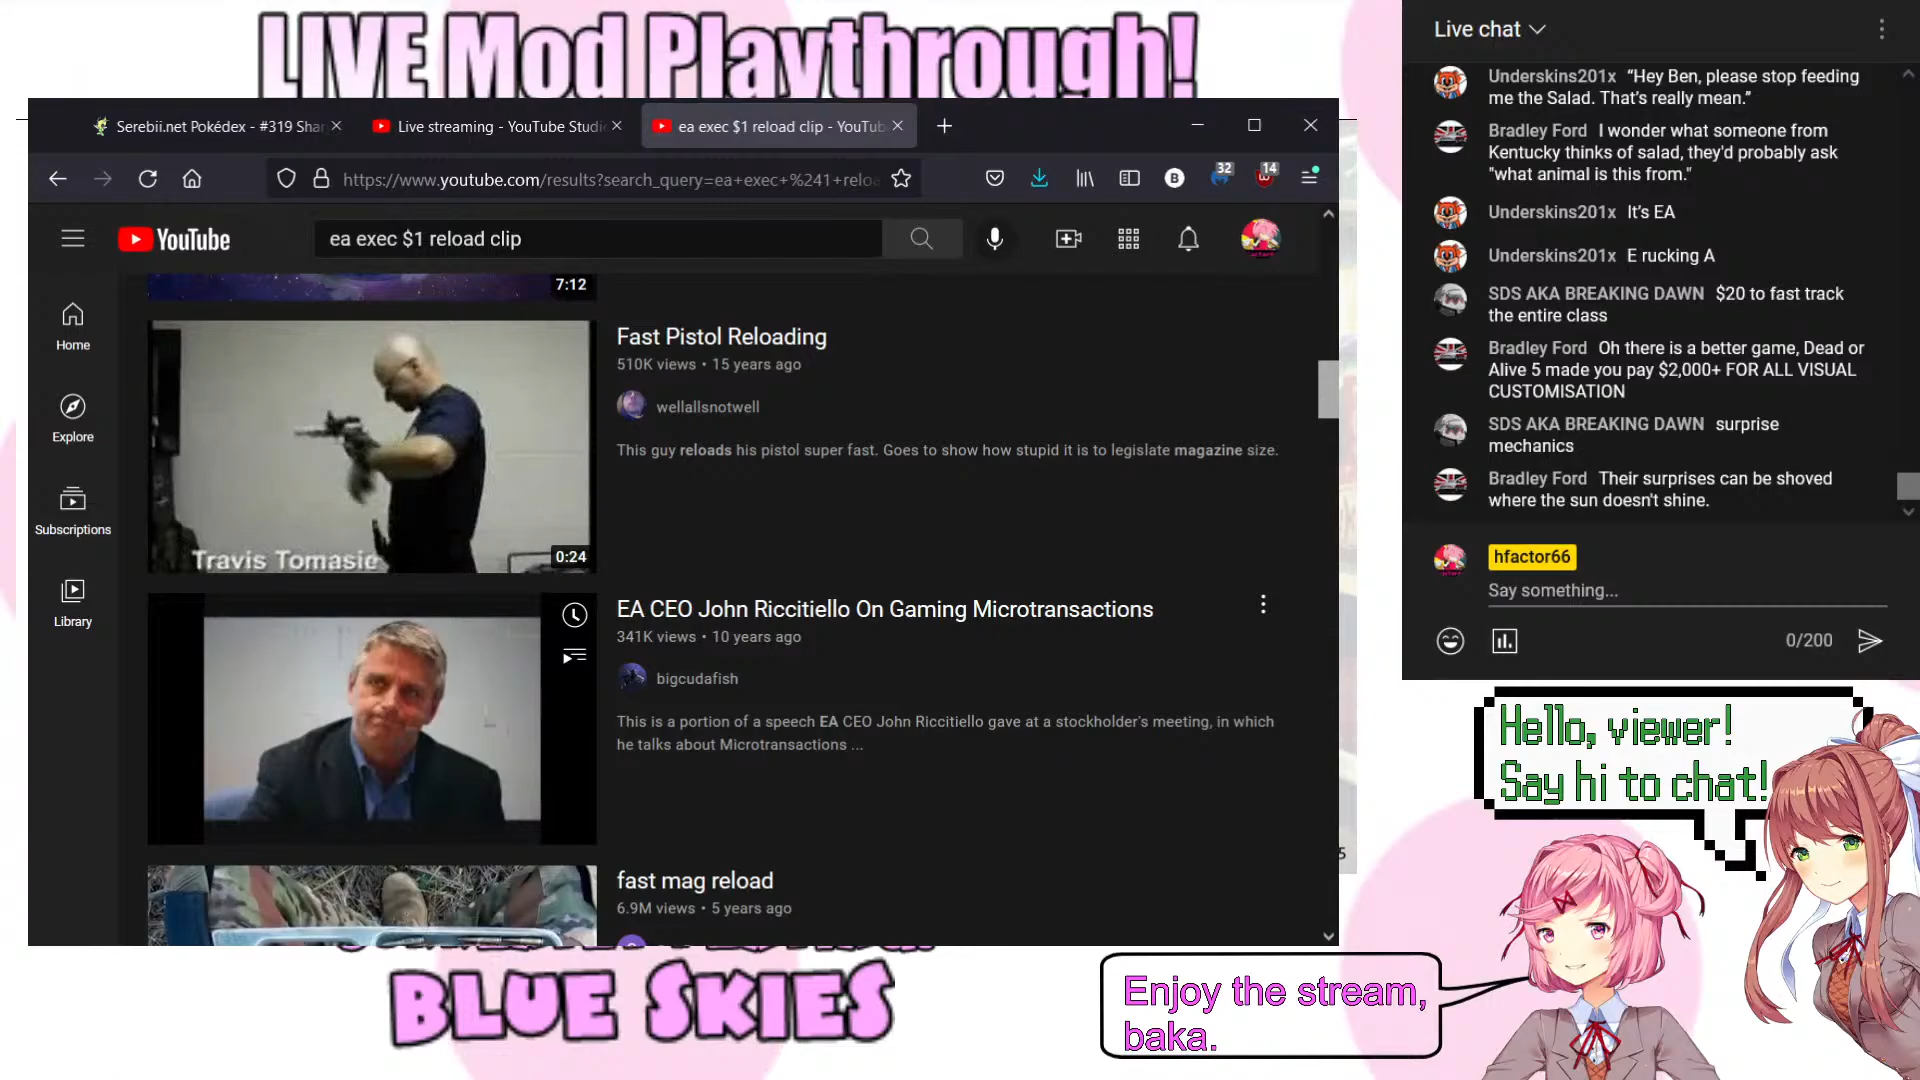 LIVE Mod Playthrough!
Serebii.net Pokédex - #319 Shar
Live streaming - YouTube Studi
ea exec $1 reload clip - YouTub
https://www.youtube.com/results?search_query=ea+exec+%241+relo
32
14
YouTube
ea exec $1 reload clip
Home
Explore
Subscriptions
Library
7:12
Travis Tomasie
0:24
Fast Pistol Reloading
510K views • 15 years ago
wellallsnotwell
This guy reloads his pistol super fast. Goes to show how stupid it is to legislate magazine size.
EA CEO John Riccitiello On Gaming Microtransactions
341K views • 10 years ago
bigcudafish
This is a portion of a speech EA CEO John Riccitiello gave at a stockholder's meeting, in which
he talks about Microtransactions ...
fast mag reload
6.9M views • 5 years ago
BLUE SKIES
Live chat
Underskins201x “Hey Ben, please stop feeding
me the Salad. That’s really mean.”
Bradley Ford I wonder what someone from
Kentucky thinks of salad, they'd probably ask
"what animal is this from."
Underskins201x It’s EA
Underskins201x E rucking A
SDS AKA BREAKING DAWN $20 to fast track
the entire class
Bradley Ford Oh there is a better game, Dead or
Alive 5 made you pay $2,000+ FOR ALL VISUAL
CUSTOMISATION
SDS AKA BREAKING DAWN surprise
mechanics
Bradley Ford Their surprises can be shoved
where the sun doesn't shine.
hfactor66
Say something...
0/200
Hello, viewer!
Say hi to chat!
5
Enjoy the stream,
baka.